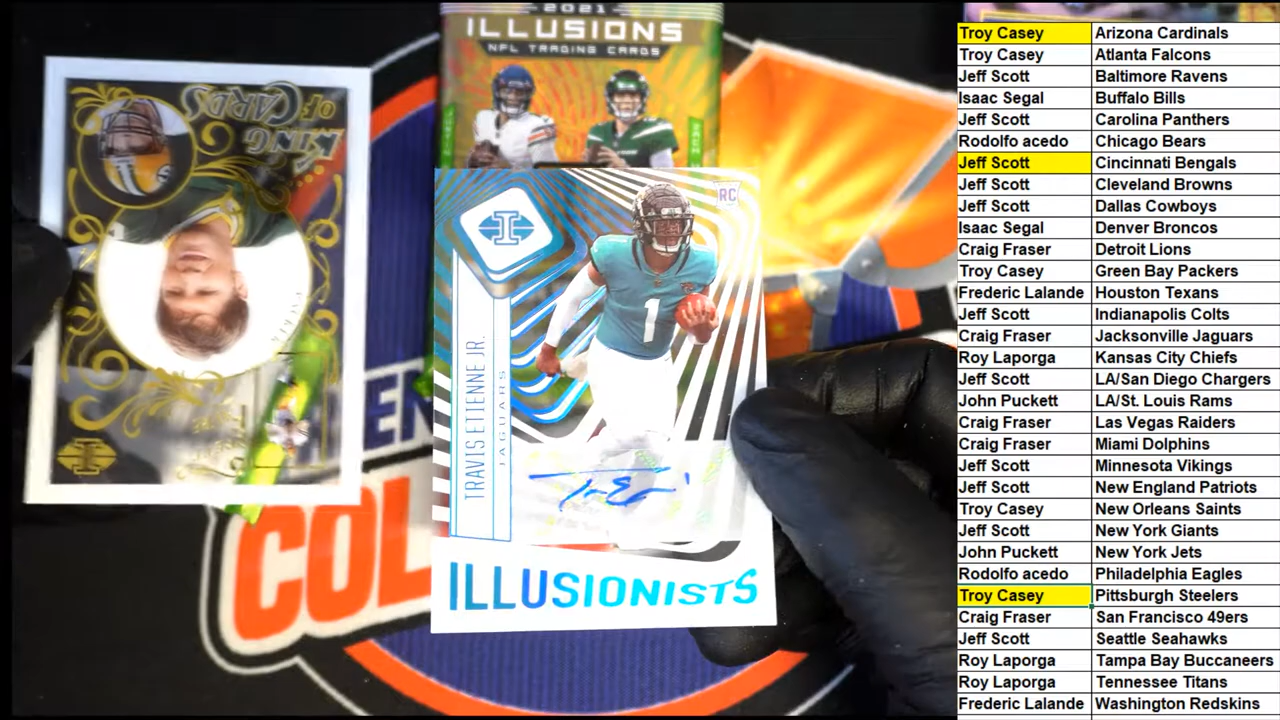 2021
ILLUSIONS
NFL TRADING CARDS
KING
OF
CARDS
RC
1
TRAVIS ETIENNE JR.
JAGUARS
ILLUSIONISTS
EN
COL
Troy Casey Arizona Cardinals
Troy Casey Atlanta Falcons
Jeff Scott Baltimore Ravens
Isaac Segal Buffalo Bills
Jeff Scott Carolina Panthers
Rodolfo acedo Chicago Bears
Jeff Scott Cincinnati Bengals
Jeff Scott Cleveland Browns
Jeff Scott Dallas Cowboys
Isaac Segal Denver Broncos
Craig Fraser Detroit Lions
Troy Casey Green Bay Packers
Frederic Lalande Houston Texans
Jeff Scott Indianapolis Colts
Craig Fraser Jacksonville Jaguars
Roy Laporga Kansas City Chiefs
Jeff Scott LA/San Diego Chargers
John Puckett LA/St. Louis Rams
Craig Fraser Las Vegas Raiders
Craig Fraser Miami Dolphins
Jeff Scott Minnesota Vikings
Jeff Scott New England Patriots
Troy Casey New Orleans Saints
Jeff Scott New York Giants
John Puckett New York Jets
Rodolfo acedo Philadelphia Eagles
Troy Casey Pittsburgh Steelers
Craig Fraser San Francisco 49ers
Jeff Scott Seattle Seahawks
Roy Laporga Tampa Bay Buccaneers
Roy Laporga Tennessee Titans
Frederic Lalande Washington Redskins